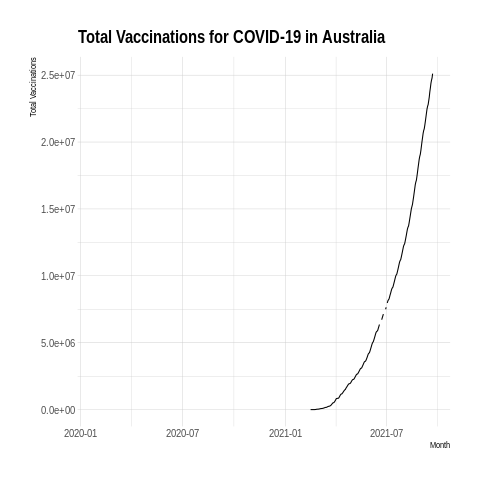 Total Vaccinations for COVID-19 in Australia
Total Vaccinations
2.5e+07
2.0e+07
1.5e+07
1.0e+07
5.0e+06
0.0e+00
2020-01 2020-07 2021-01 2021-07
Month